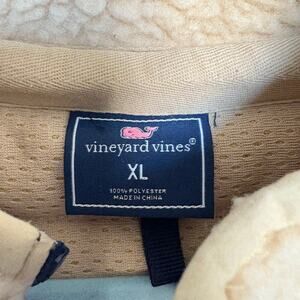 vineyard vines®
XL
100% POLYESTER
MADE IN CHINA